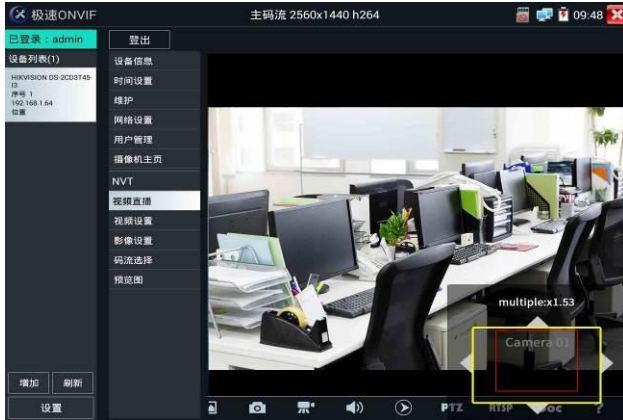 极速ONVIF
主码流 2560x1440 h264
09:48
已登录：admin
登出
设备列表(1)
HIKVISION DS-2CD3T45-
I3
序号 1
192.168.1.64
位置
设备信息
时间设置
维护
网络设置
用户管理
摄像机主页
NVT
视频直播
视频设置
影像设置
码流选择
预览图
multiple:x1.53
Camera 01
增加
刷新
设置
PTZ
RTSP
?